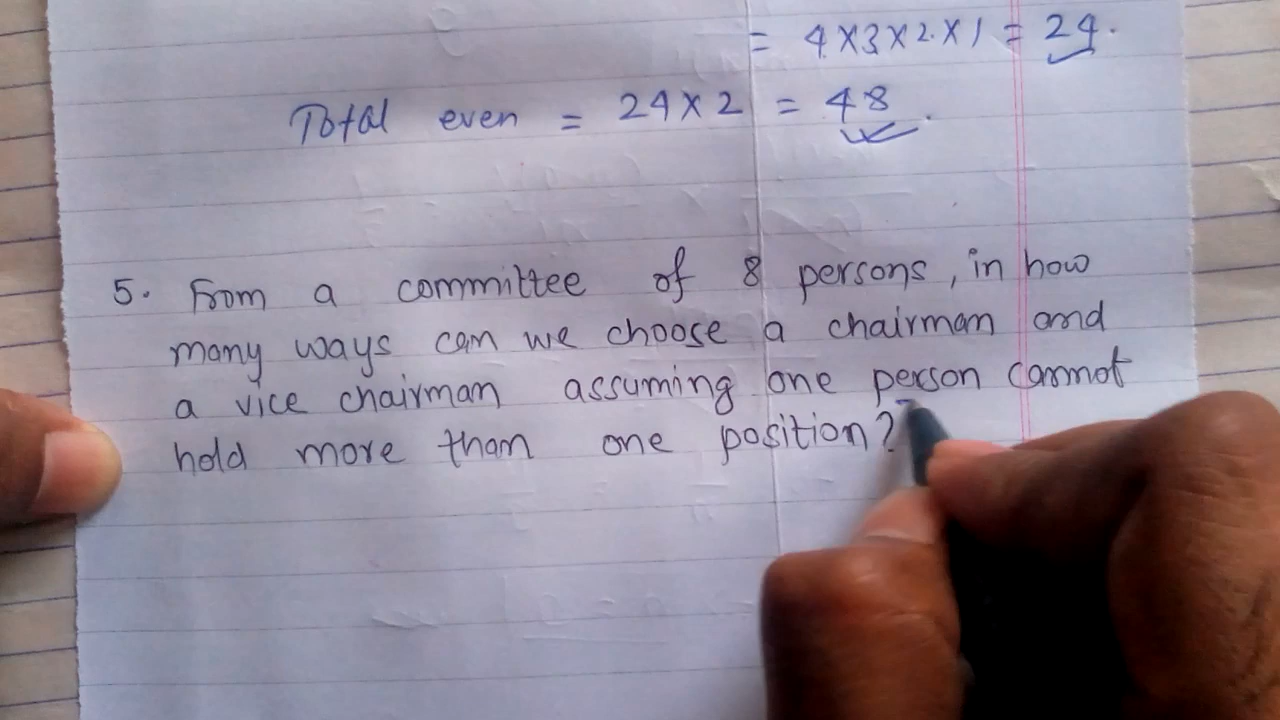 = 4×3×2×1 = 24.
Total even = 24×2 = 48.
5. From a committee of 8 persons, in how
many ways can we choose a chairman and
a vice chairman assuming one person cannot
hold more than one position?